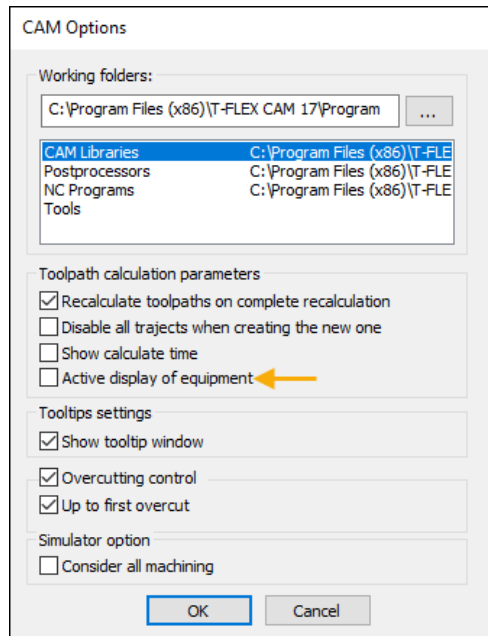 CAM Options
Working folders:
C:\Program Files (x86)\T-FLEX CAM 17\Program
...
CAM Libraries C:\Program Files (x86)\T-FLE
Postprocessors C:\Program Files (x86)\T-FLE
NC Programs C:\Program Files (x86)\T-FLE
Tools
Toolpath calculation parameters
Recalculate toolpaths on complete recalculation
Disable all trajects when creating the new one
Show calculate time
Active display of equipment
Tooltips settings
Show tooltip window
Overcutting control
Up to first overcut
Simulator option
Consider all machining
OK Cancel